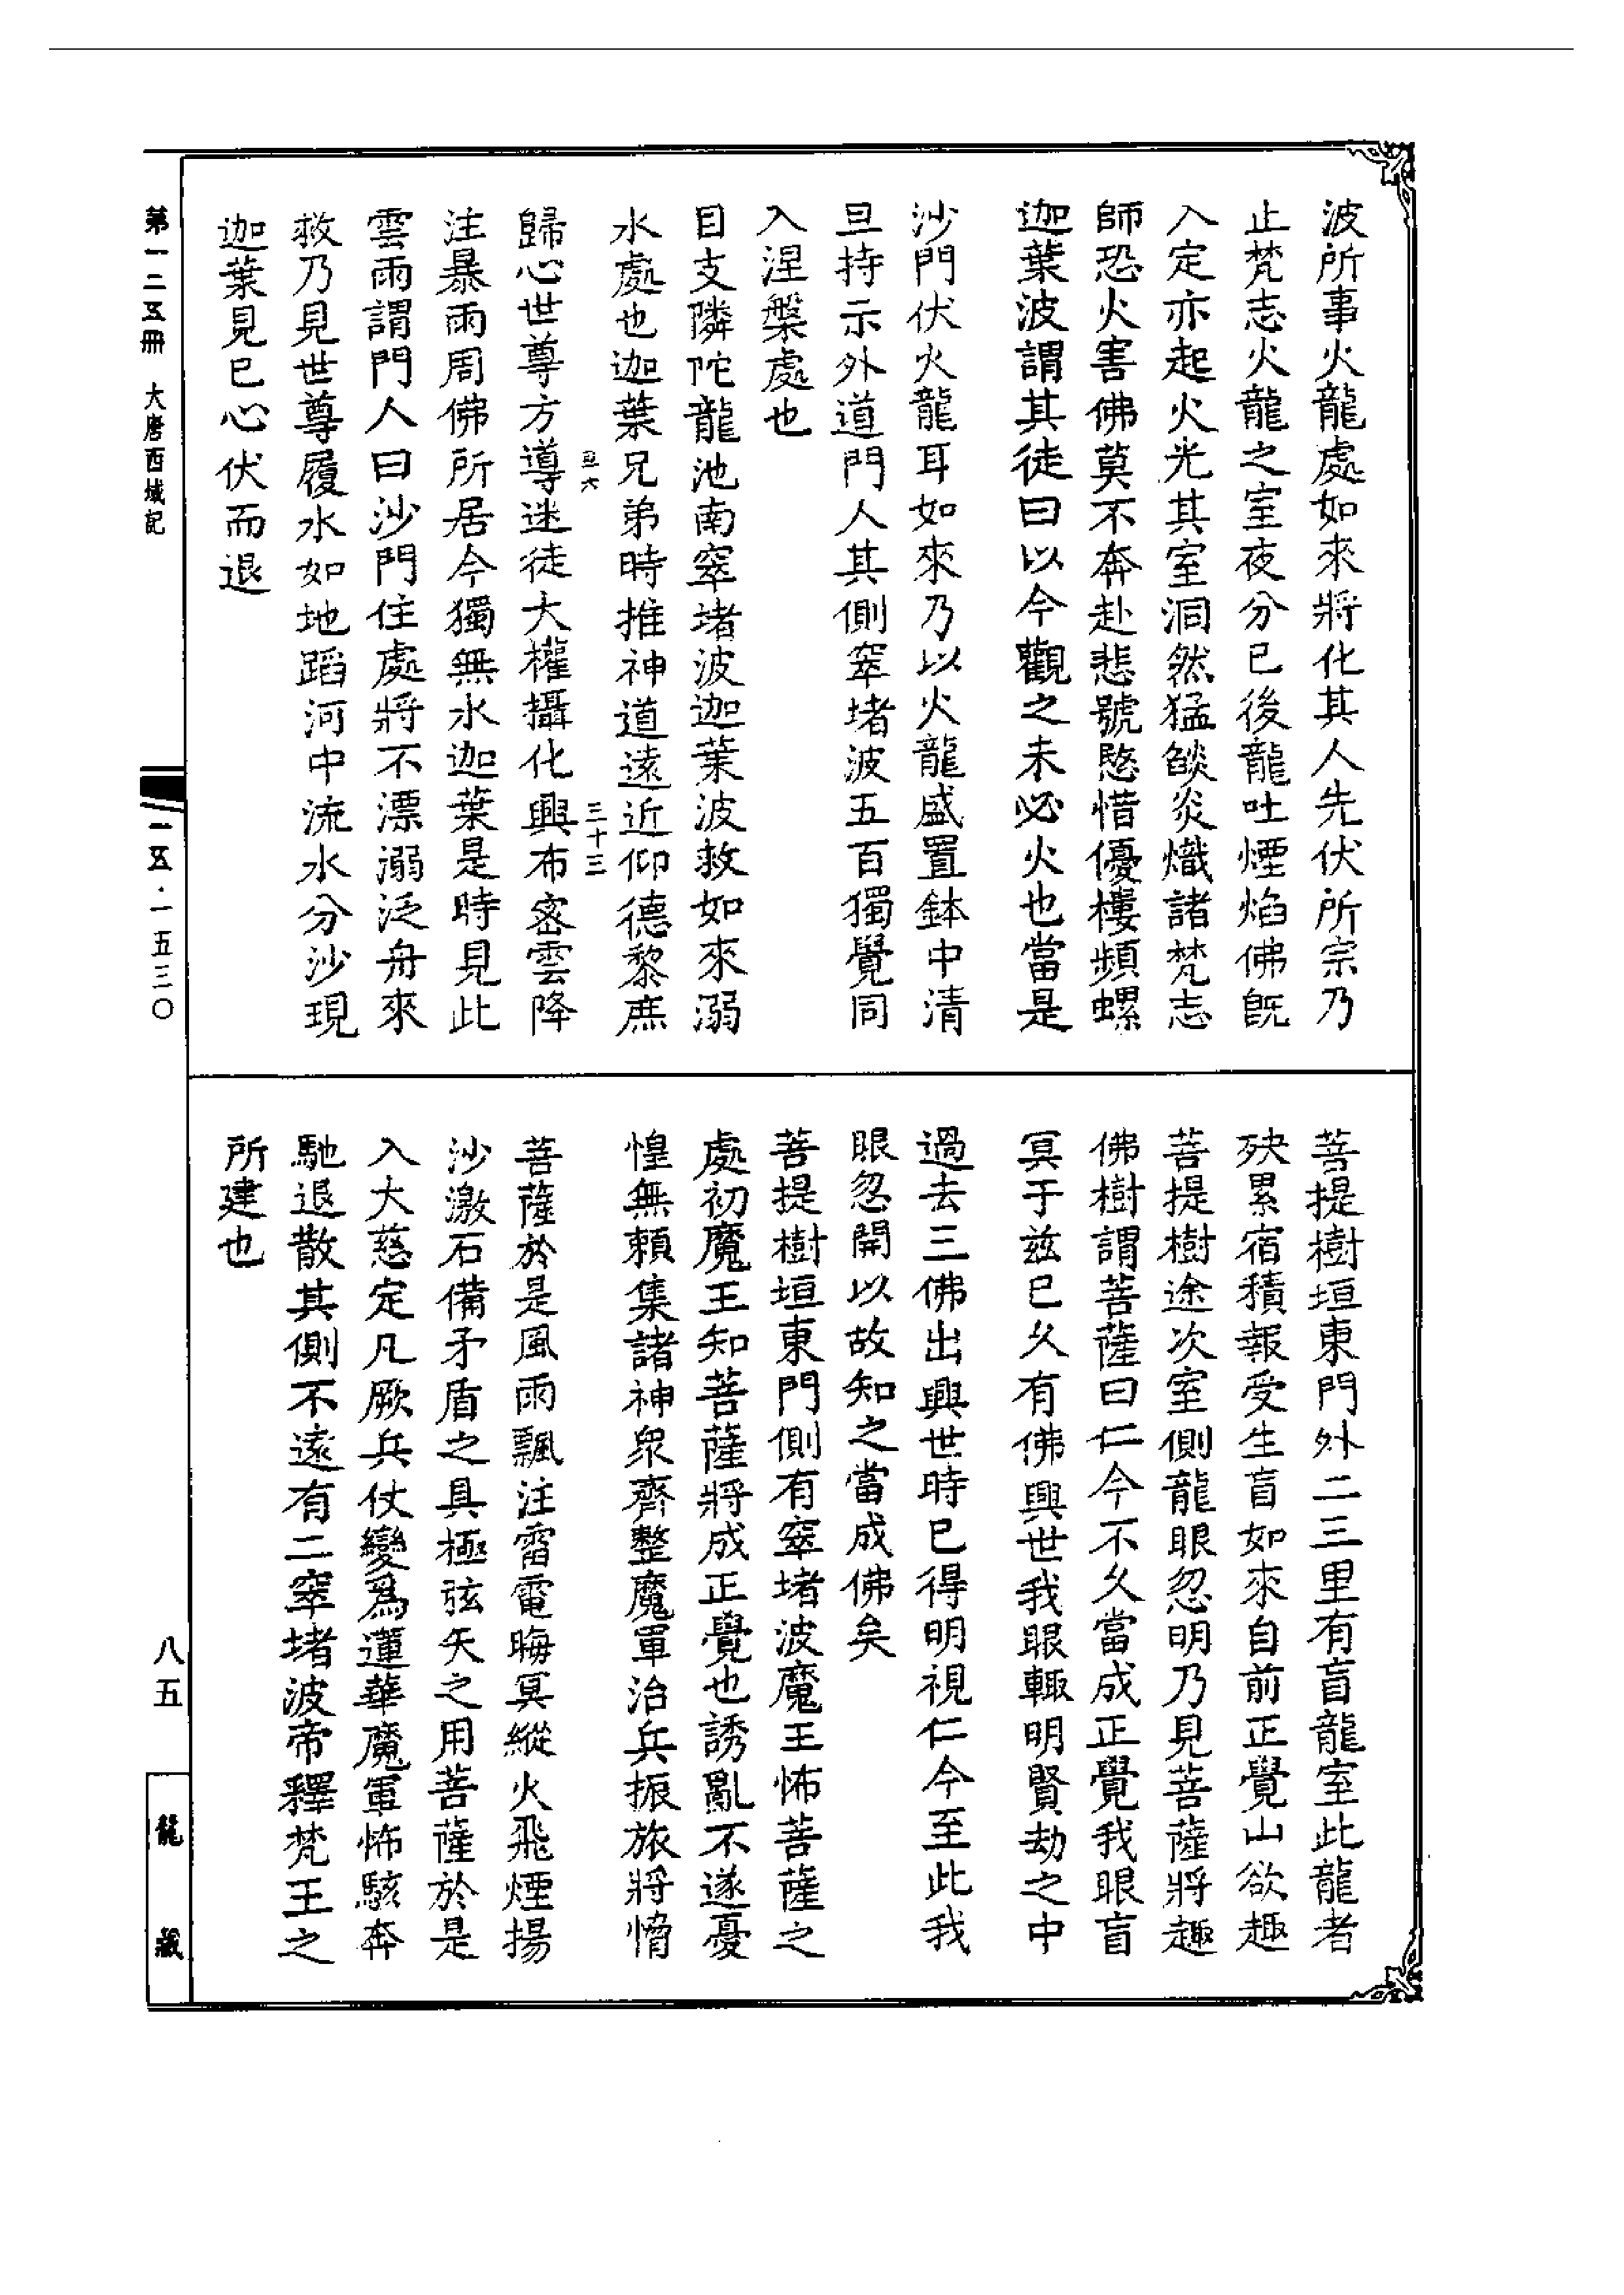 波所事火龍處如來將化其人先伏所宗乃
止梵志火龍之室夜分已後龍吐煙焰佛旣
入定亦起火光其室洞然猛𦦨炎熾諸梵志
師恐火害佛莫不奔赴悲號愍惜優樓頻螺
迦葉波謂其徒曰以今觀之未必火也當是
沙門伏火龍耳如來乃以火龍盛置鉢中清
旦持示外道門人其側窣堵波五百獨覺同
入涅槃處也
目支隣陀龍池南窣堵波迦葉波救如來溺
水處也迦葉兄弟時推神道遠近仰德黎庶
三十三
歸心世尊方導迷徒大權攝化興布密雲降
注暴雨周佛所居今獨無水迦葉是時見此
雲雨謂門人曰沙門住處將不漂溺泛舟來
救乃見世尊履水如地蹈河中流水分沙現
迦葉見已心伏而退
菩提樹垣東門外二三里有盲龍室此龍者
殃累宿積報受生盲如來自前正覺山欲趣
菩提樹途次室側龍眼忽明乃見菩薩將趣
佛樹謂菩薩曰仁今不久當成正覺我眼盲
冥于兹已久有佛興世我眼輙明賢劫之中
過去三佛出興世時已得明視仁今至此我
眼忽開以故知之當成佛矣
菩提樹垣東門側有窣堵波魔王怖菩薩之
處初魔王知菩薩將成正覺也誘亂不遂憂
惶無賴集諸神衆齊整魔軍治兵振旅將懾
菩薩於是風雨飄注雷電晦冥縱火飛煙揚
沙激石備矛盾之具極弦矢之用菩薩於是
入大慈定凡厥兵仗變爲蓮華魔軍怖駭奔
馳退散其側不遠有二窣堵波帝釋梵王之
所建也
第一二五冊 大唐西域記
一二五·一五三〇
八五
龍藏